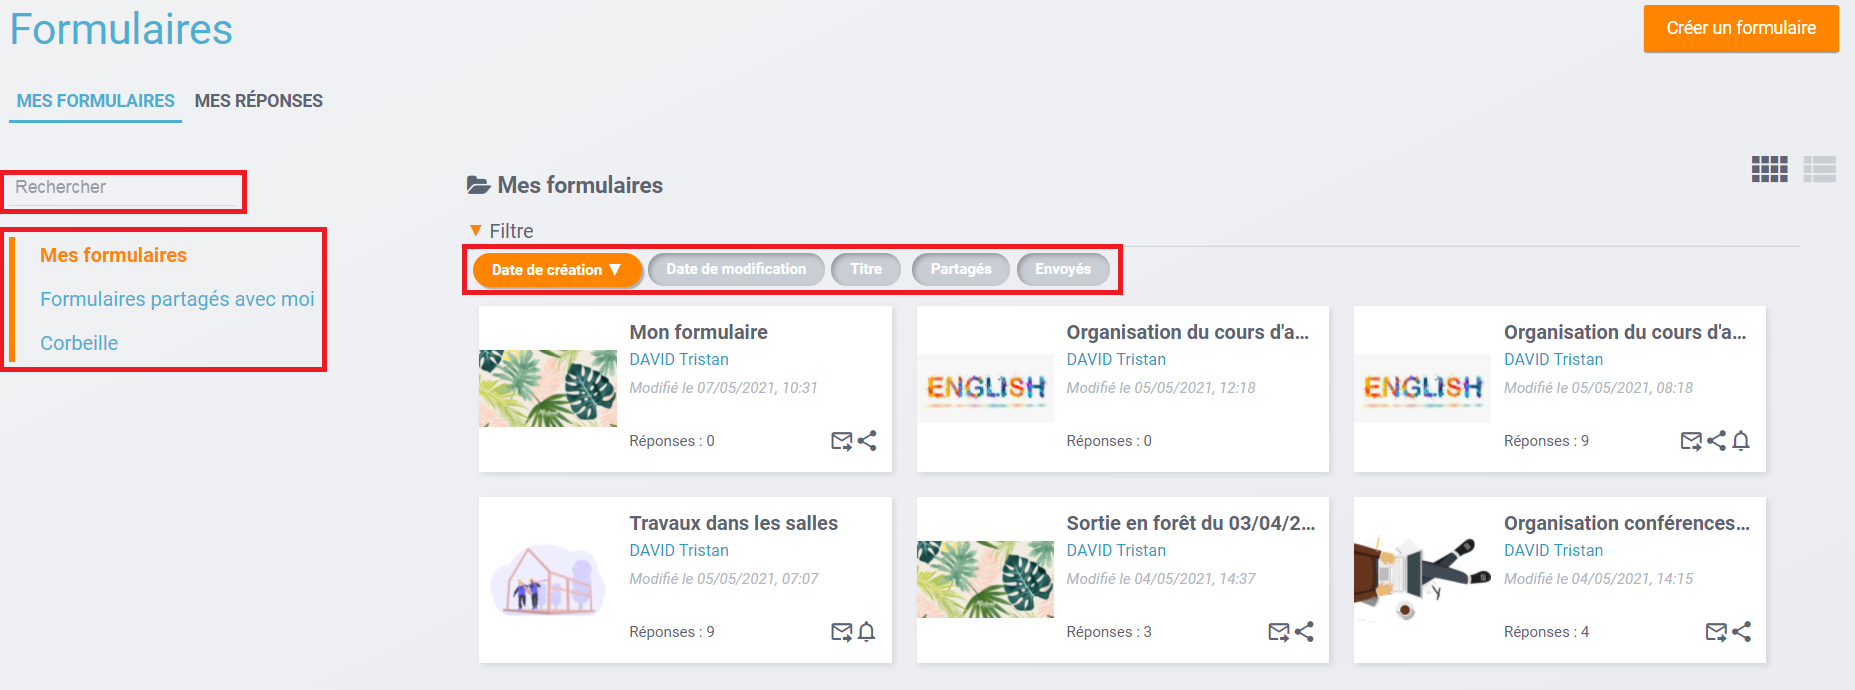 Formulaires
Créer un formulaire
MES FORMULAIRES MES RÉPONSES
Rechercher
Mes formulaires
Formulaires partagés avec moi
Corbeille
Mes formulaires
▼ Filtre
Date de création ▼ Date de modification Titre Partagés Envoyés
Mon formulaire
DAVID Tristan
Modifié le 07/05/2021, 10:31
Réponses : 0
ENGLISH
Organisation du cours d'a...
DAVID Tristan
Modifié le 05/05/2021, 12:18
Réponses : 0
ENGLISH
Organisation du cours d'a...
DAVID Tristan
Modifié le 05/05/2021, 08:18
Réponses : 9
Travaux dans les salles
DAVID Tristan
Modifié le 05/05/2021, 07:07
Réponses : 9
Sortie en forêt du 03/04/2...
DAVID Tristan
Modifié le 04/05/2021, 14:37
Réponses : 3
Organisation conférences...
DAVID Tristan
Modifié le 04/05/2021, 14:15
Réponses : 4